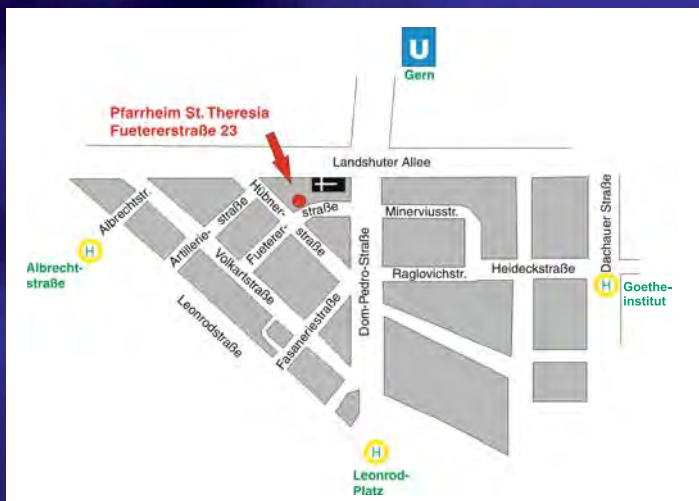 U
Gern
Pfarrheim St. Theresia
Fuetererstraße 23
Landshuter Allee
Albrechtstr.
Artillerie-
straße
Hübner-
straße
Fueterer-
straße
Volkartstraße
Leonrodstraße
Fasaneriestraße
Dom-Pedro-Straße
Minerviusstr.
Raglovichstr.
Heideckstraße
Dachauer Straße
H
Albrecht-
straße
H
Goethe-
institut
H
Leonrod-
Platz